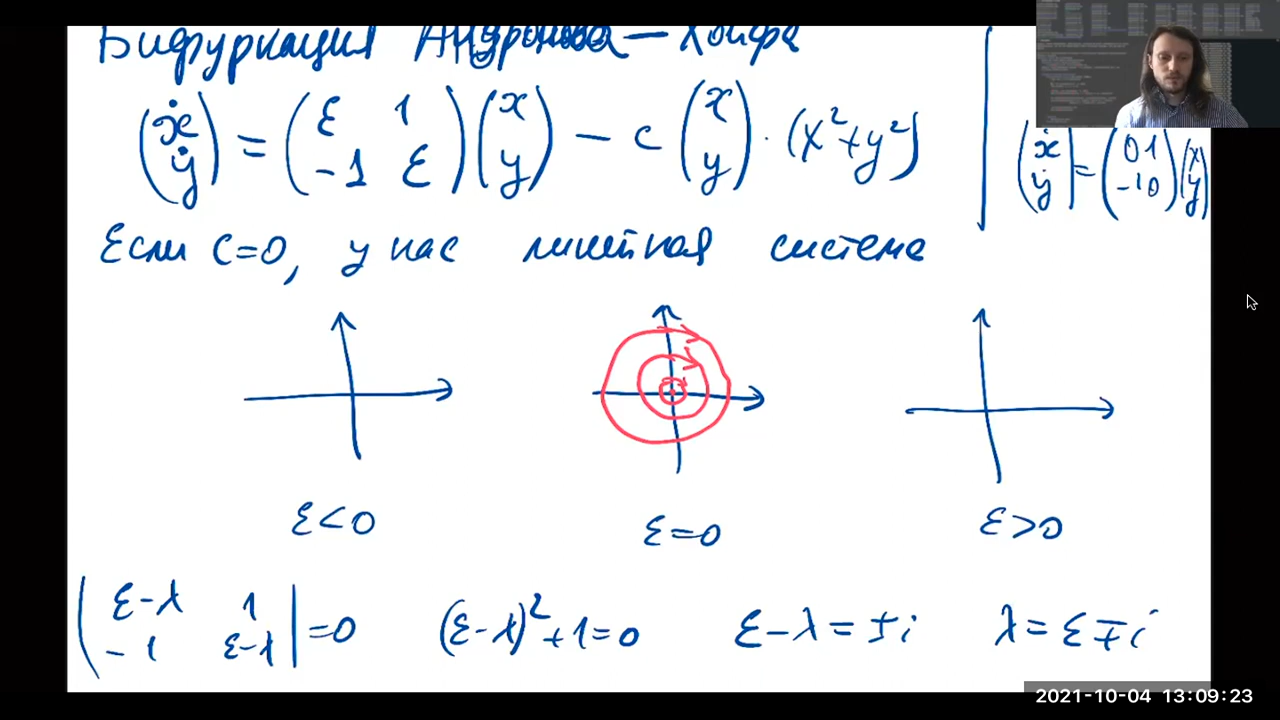 Бифуркация Андронова – Хопфа
(ẋ ẏ) = (ε 1 -1 ε)(x y) - c (x y) · (x²+y²)
(ẋ ẏ) = (0 1 -1 0)(x y)
Если c=0, у нас линейная система
ε<0 ε=0 ε>0
|ε-λ 1 -1 ε-λ| =0 (ε-λ)²+1=0 ε-λ=±i λ=ε∓i
2021-10-04 13:09:23